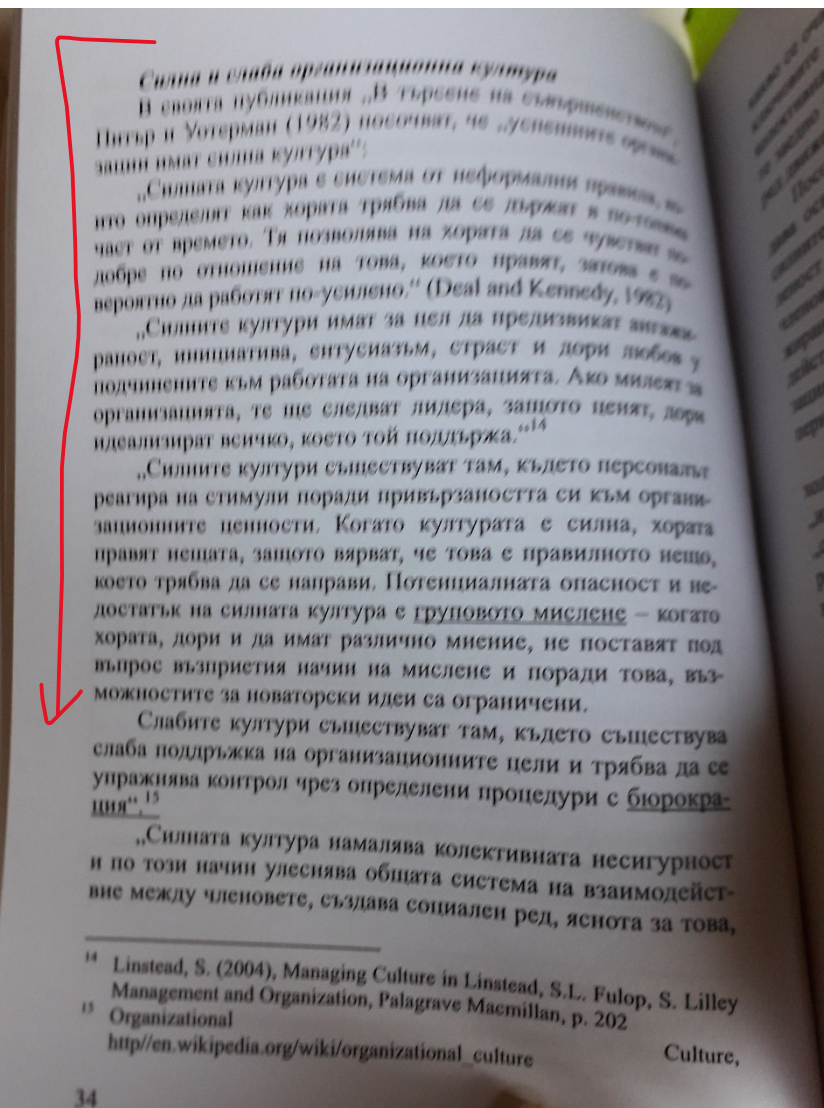 Силна и слаба организационна култура
В своята публикация „В търсене на съвършенството“,
Питър и Уотерман (1982) посочват, че „успешните органи-
зации имат силна култура“:
„Силната култура е система от неформални правила, ко-
ито определят как хората трябва да се държат в по-голяма
част от времето. Тя позволява на хората да се чувстват по-
добре по отношение на това, което правят, затова е по-
вероятно да работят по-усилено.“ (Deal and Kennedy, 1982)
„Силните култури имат за цел да предизвикат ангажи-
раност, инициатива, ентусиазъм, страст и дори любов у
подчинените към работата на организацията. Ако милеят за
организацията, те ще следват лидера, защото ценят, дори
идеализират всичко, което той поддържа.“14
„Силните култури съществуват там, където персоналът
реагира на стимули поради привързаността си към органи-
зационните ценности. Когато културата е силна, хората
правят нещата, защото вярват, че това е правилното нещо,
което трябва да се направи. Потенциалната опасност и не-
достатък на силната култура е груповото мислене – когато
хората, дори и да имат различно мнение, не поставят под
въпрос възприетия начин на мислене и поради това, въз-
можностите за новаторски идеи са ограничени.
Слабите култури съществуват там, където съществува
слаба поддръжка на организационните цели и трябва да се
упражнява контрол чрез определени процедури с бюрокра-
ция“.15
„Силната култура намалява колективната несигурност
и по този начин улеснява общата система на взаимодейст-
вие между членовете, създава социален ред, яснота за това,
14 Linstead, S. (2004), Managing Culture in Linstead, S.L. Fulop, S. Lilley
Management and Organization, Palagrave Macmillan, p. 202
15 Organizational Culture,
http//en.wikipedia.org/wiki/organizational_culture
34